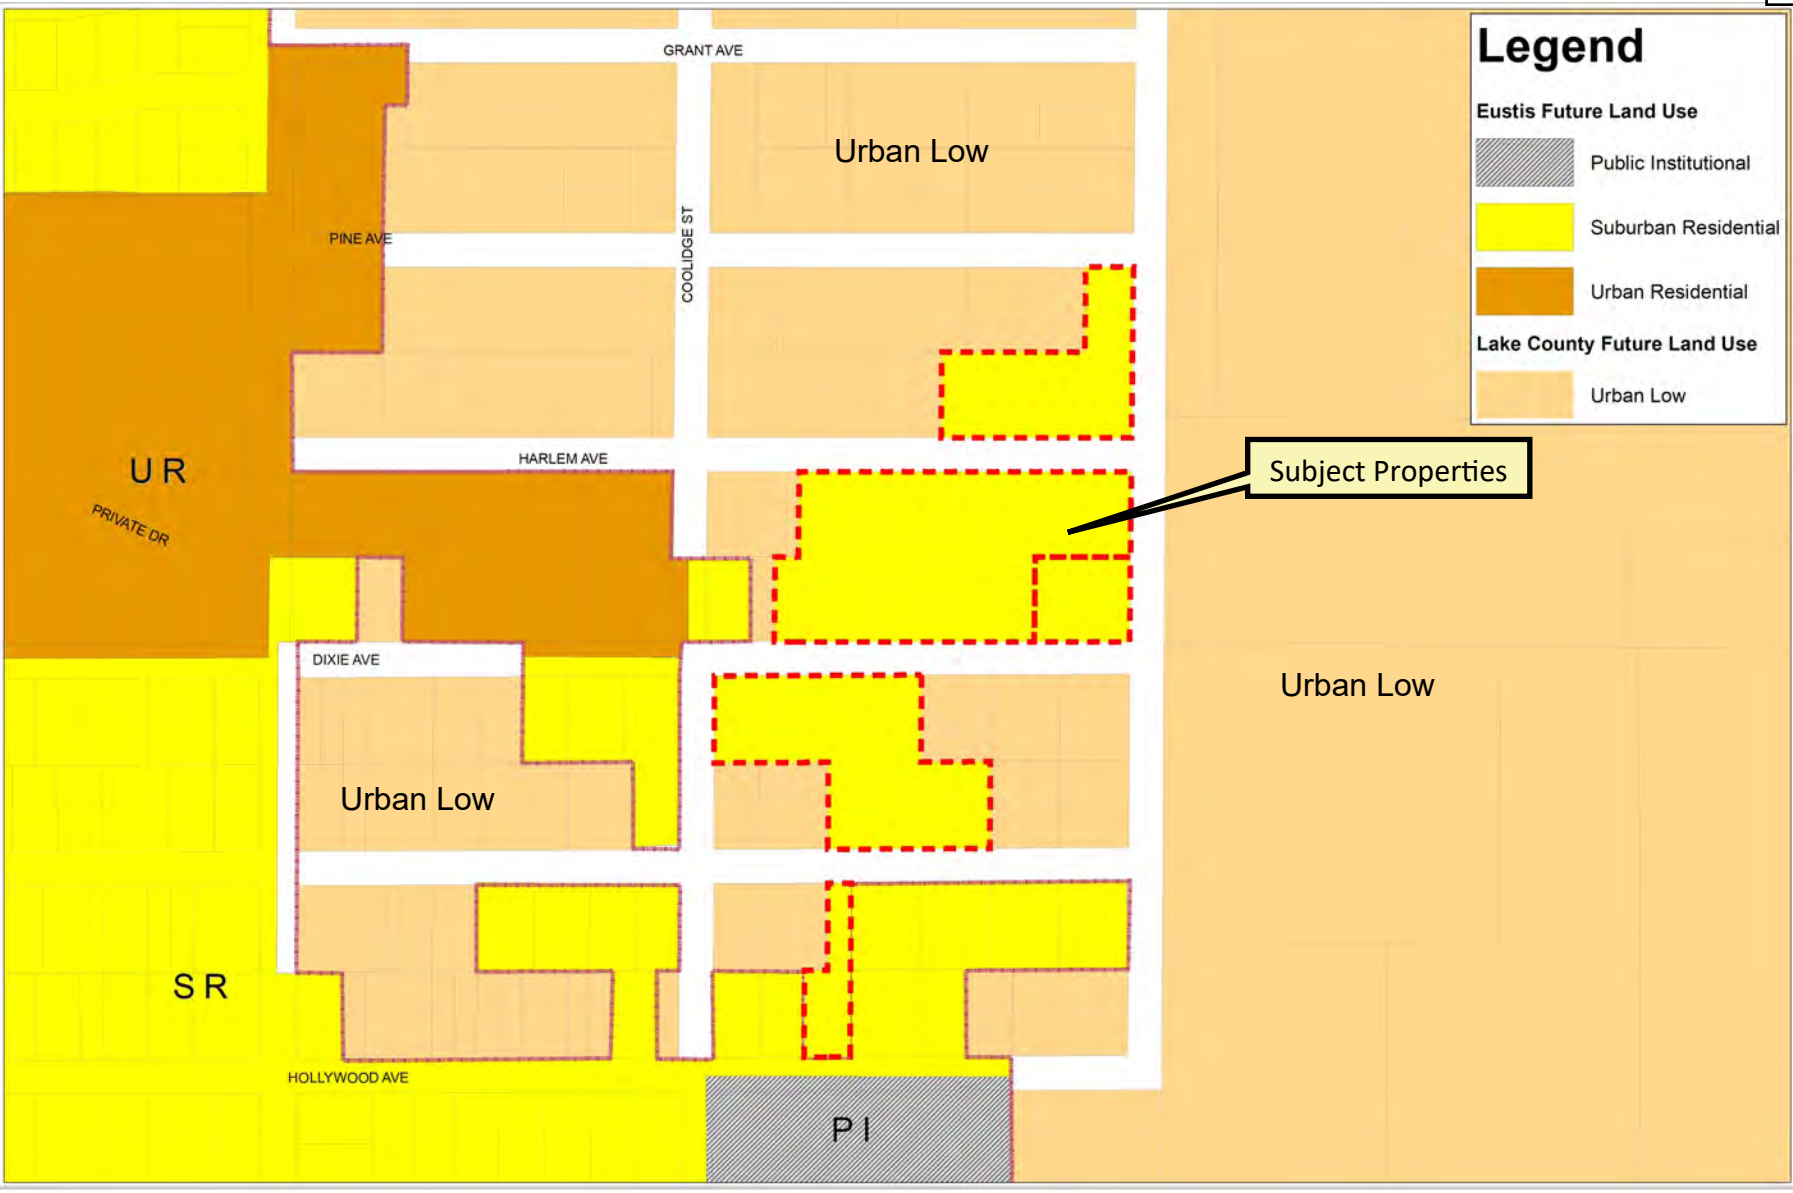 GRANT AVE
Legend
Eustis Future Land Use
Public Institutional
Suburban Residential
Urban Residential
Lake County Future Land Use
Urban Low
Urban Low
PINE AVE
COOLIDGE ST
HARLEM AVE
U R
PRIVATE DR
Subject Properties
DIXIE AVE
Urban Low
Urban Low
S R
HOLLYWOOD AVE
P I